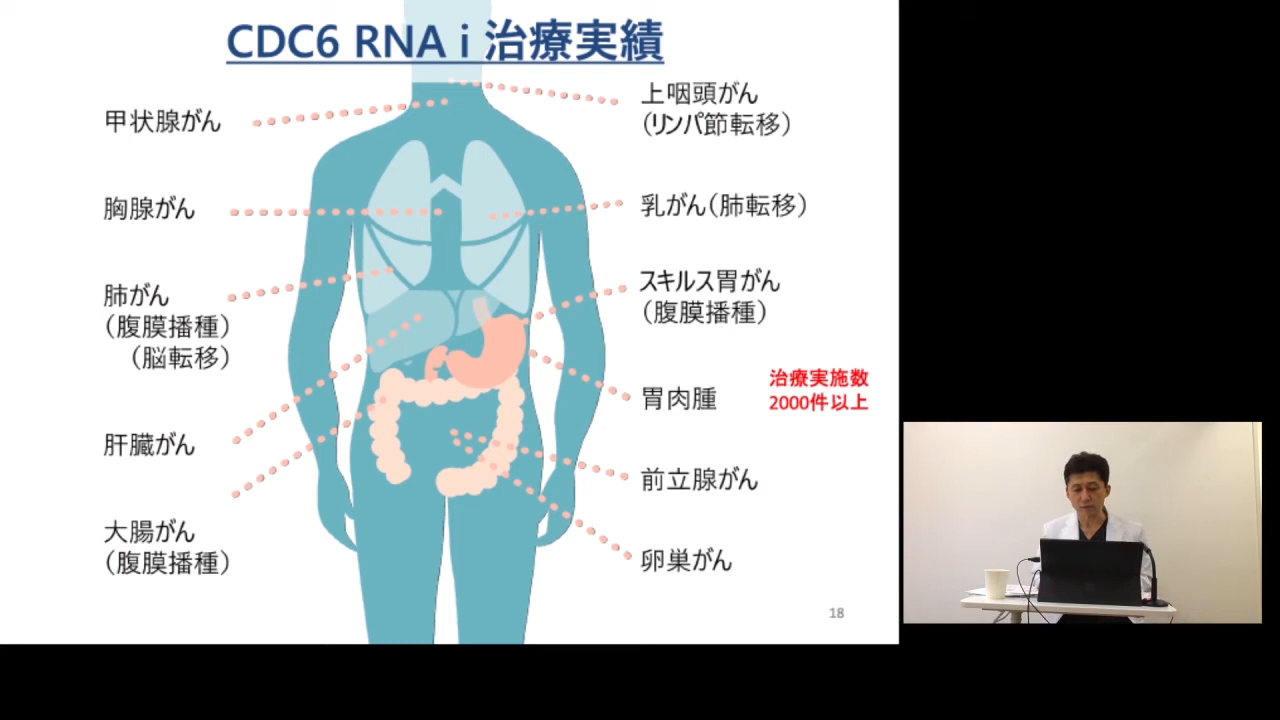 CDC6 RNA i 治療実績
甲状腺がん
胸腺がん
肺がん
(腹膜播種)
(脳転移)
肝臓がん
大腸がん
(腹膜播種)
上咽頭がん
(リンパ節転移)
乳がん(肺転移)
スキルス胃がん
(腹膜播種)
胃肉腫
前立腺がん
卵巣がん
治療実施数
2000件以上
18